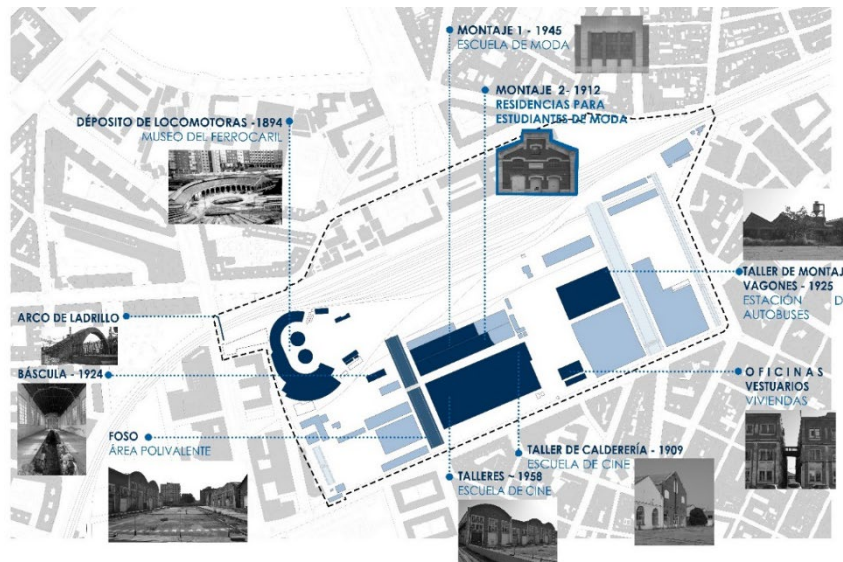 MONTAJE 1 - 1945
ESCUELA DE MODA
MONTAJE 2- 1912
RESIDENCIAS PARA
ESTUDIANTES DE MODA
DÉPOSITO DE LOCOMOTORAS -1894
MUSEO DEL FERROCARIL
TALLER DE MONTAJ
VAGONES - 1925
ESTACIÓN D
AUTOBUSES
ARCO DE LADRILLO
BÁSCULA - 1924
OFICINAS
VESTUARIOS
VIVIENDAS
FOSO
ÁREA POLIVALENTE
TALLER DE CALDERERÍA - 1909
ESCUELA DE CINE
TALLERES - 1958
ESCUELA DE CINE